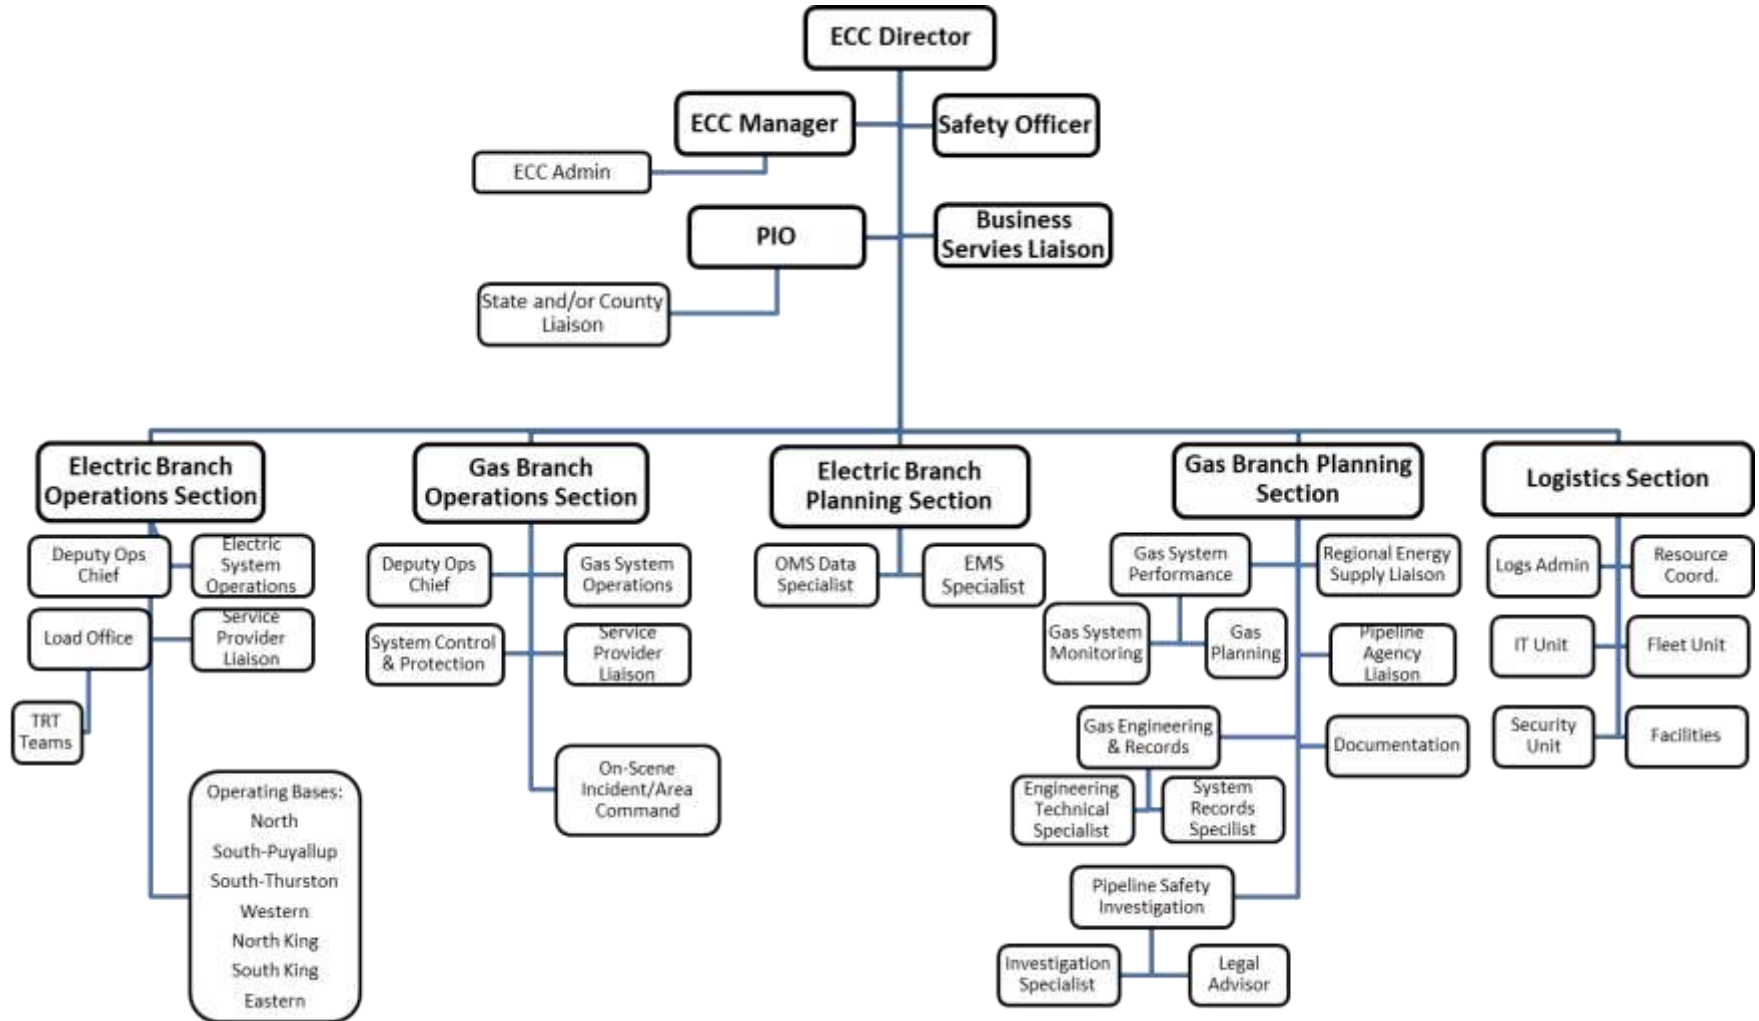 ECC Director
ECC Manager
Safety Officer
ECC Admin
PIO
Business
Servies Liaison
State and/or County
Liaison
Electric Branch
Operations Section
Gas Branch
Operations Section
Electric Branch
Planning Section
Gas Branch Planning
Section
Logistics Section
Deputy Ops
Chief
Electric
System
Operations
Load Office
Service
Provider
Liaison
TRT
Teams
Operating Bases:
North
South-Puyallup
South-Thurston
Western
North King
South King
Eastern
Deputy Ops
Chief
Gas System
Operations
System Control
& Protection
Service
Provider
Liaison
On-Scene
Incident/Area
Command
OMS Data
Specialist
EMS
Specialist
Gas System
Performance
Regional Energy
Supply Liaison
Gas System
Monitoring
Gas
Planning
Pipeline
Agency
Liaison
Gas Engineering
& Records
Documentation
Engineering
Technical
Specialist
System
Records
Specilist
Pipeline Safety
Investigation
Investigation
Specialist
Legal
Advisor
Logs Admin
Resource
Coord.
IT Unit
Fleet Unit
Security
Unit
Facilities